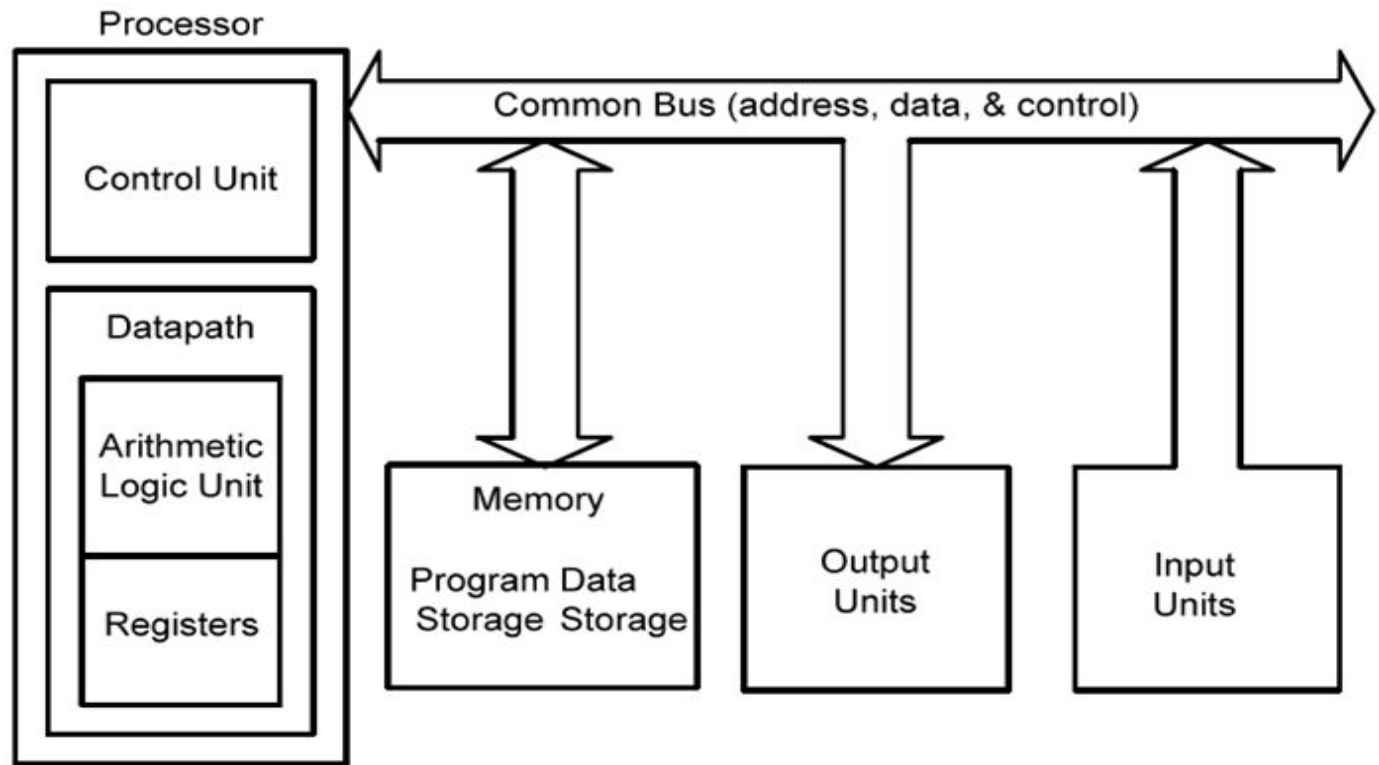 Processor
Common Bus (address, data, & control)
Control Unit
Datapath
Arithmetic
Logic Unit
Registers
Memory
Program Data
Storage Storage
Output
Units
Input
Units